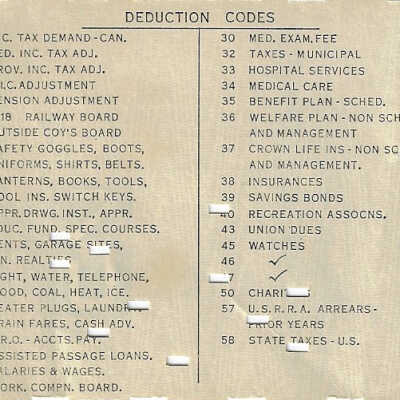 DEDUCTION CODES
C. TAX DEMAND - CAN.
ED. INC. TAX ADJ.
ROV. INC. TAX ADJ.
I.C. ADJUSTMENT
ENSION ADJUSTMENT
18 RAILWAY BOARD
UTSIDE COY'S BOARD
AFETY GOGGLES, BOOTS,
NIFORMS, SHIRTS, BELTS.
ANTERNS, BOOKS, TOOLS,
OOL INS. SWITCH KEYS.
PPR. DRWG. INST., APPR.
DUC. FUND. SPEC. COURSES.
ENTS, GARAGE SITES,
N. REALTIES
GHT, WATER, TELEPHONE,
OOD, COAL, HEAT, ICE.
EATER PLUGS, LAUNDRY
RAIN FARES, CASH ADV.
R.O. - ACCTS. PAY.
SSISTED PASSAGE LOANS.
ALARIES & WAGES.
ORK. COMPN. BOARD.
30 MED. EXAM. FEE
32 TAXES - MUNICIPAL
33 HOSPITAL SERVICES
34 MEDICAL CARE
35 BENEFIT PLAN - SCHED.
36 WELFARE PLAN - NON SCH
AND MANAGEMENT
37 CROWN LIFE INS - NON SC
AND MANAGEMENT.
38 INSURANCES
39 SAVINGS BONDS
40 RECREATION ASSOCNS.
43 UNION DUES
45 WATCHES
46 ✓
47 ✓
50 CHARITIES
57 U.S.R.R.A. ARREARS -
PRIOR YEARS
58 STATE TAXES - U.S.